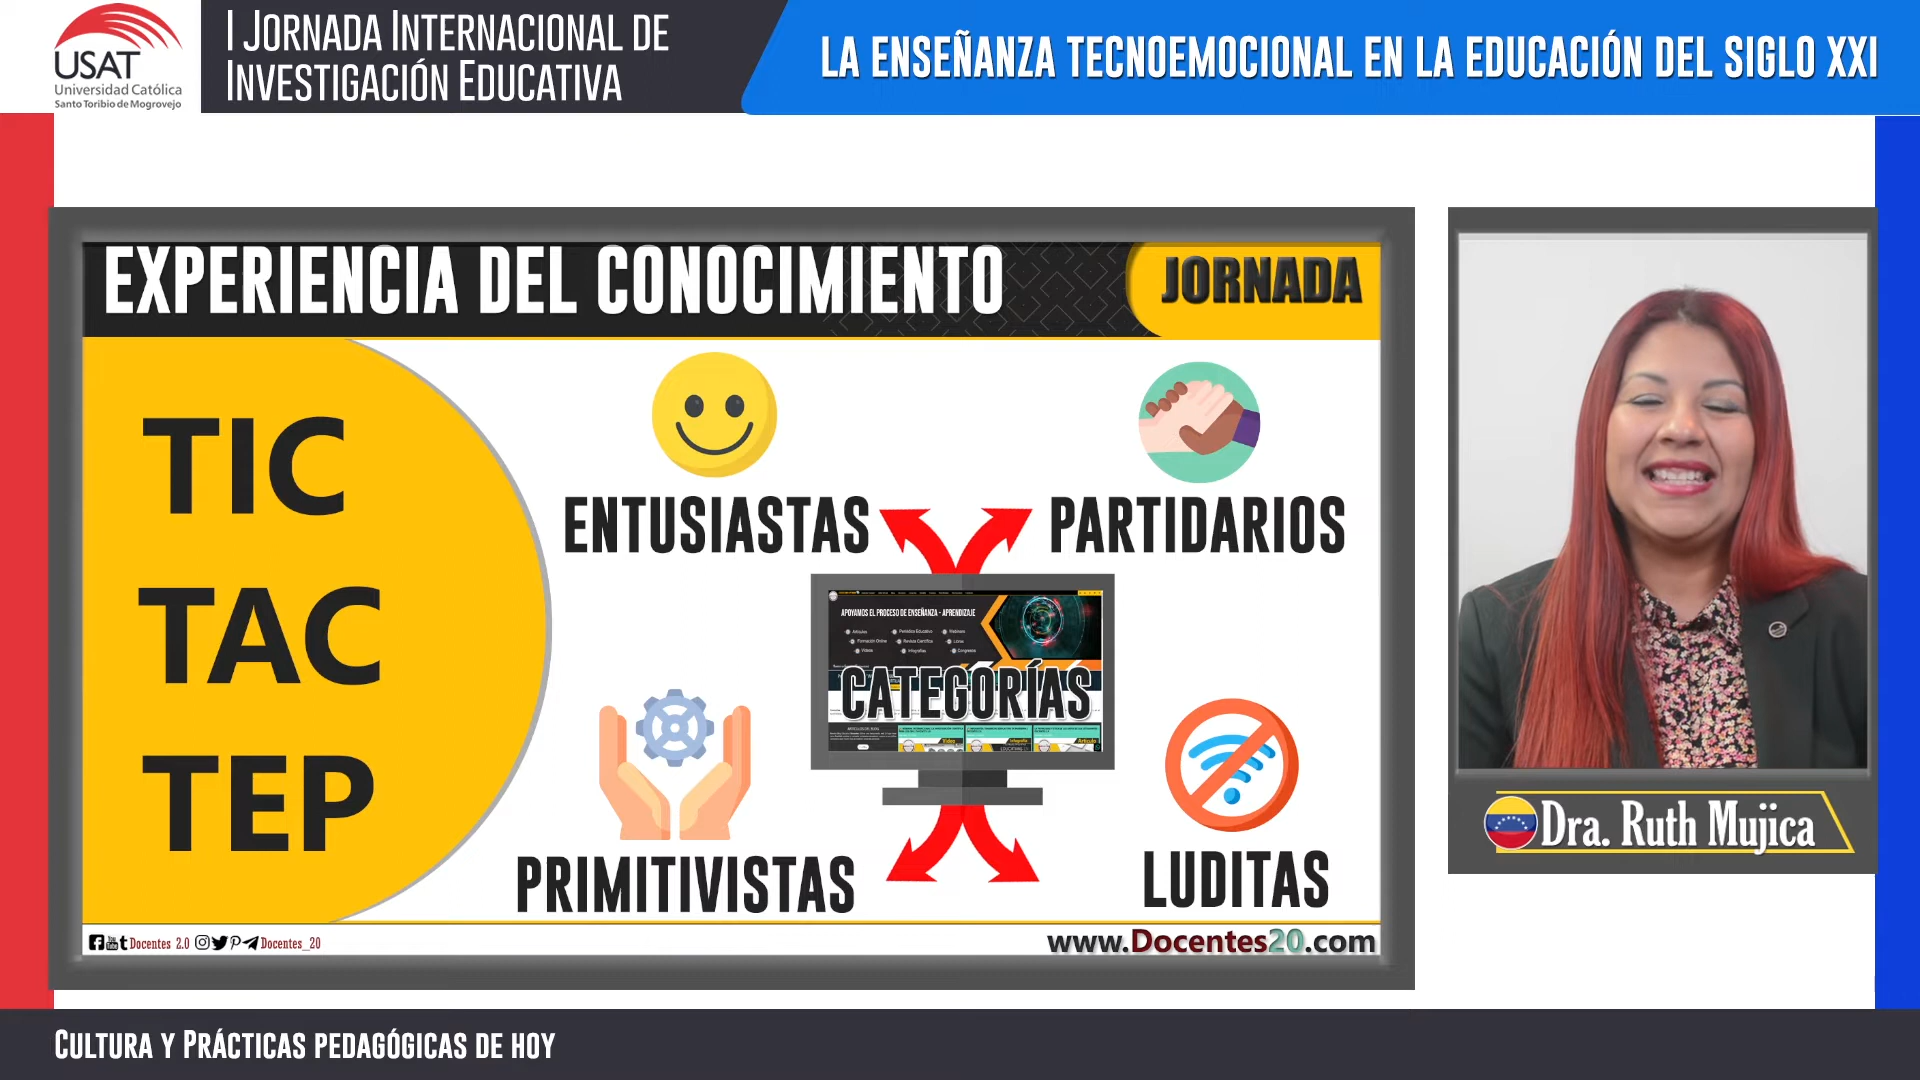 USAT
Universidad Católica
Santo Toribio de Mogrovejo
I JORNADA INTERNACIONAL DE
INVESTIGACIÓN EDUCATIVA
LA ENSEÑANZA TECNOEMOCIONAL EN LA EDUCACIÓN DEL SIGLO XXI
EXPERIENCIA DEL CONOCIMIENTO
JORNADA
TIC
TAC
TEP
ENTUSIASTAS
PARTIDARIOS
APOYAMOS EL PROCESO DE ENSEÑANZA - APRENDIZAJE
CATEGORÍAS
PRIMITIVISTAS
LUDITAS
Docentes 2.0
Docentes_20
www.Docentes20.com
Dra. Ruth Mujica
CULTURA Y PRÁCTICAS PEDAGÓGICAS DE HOY